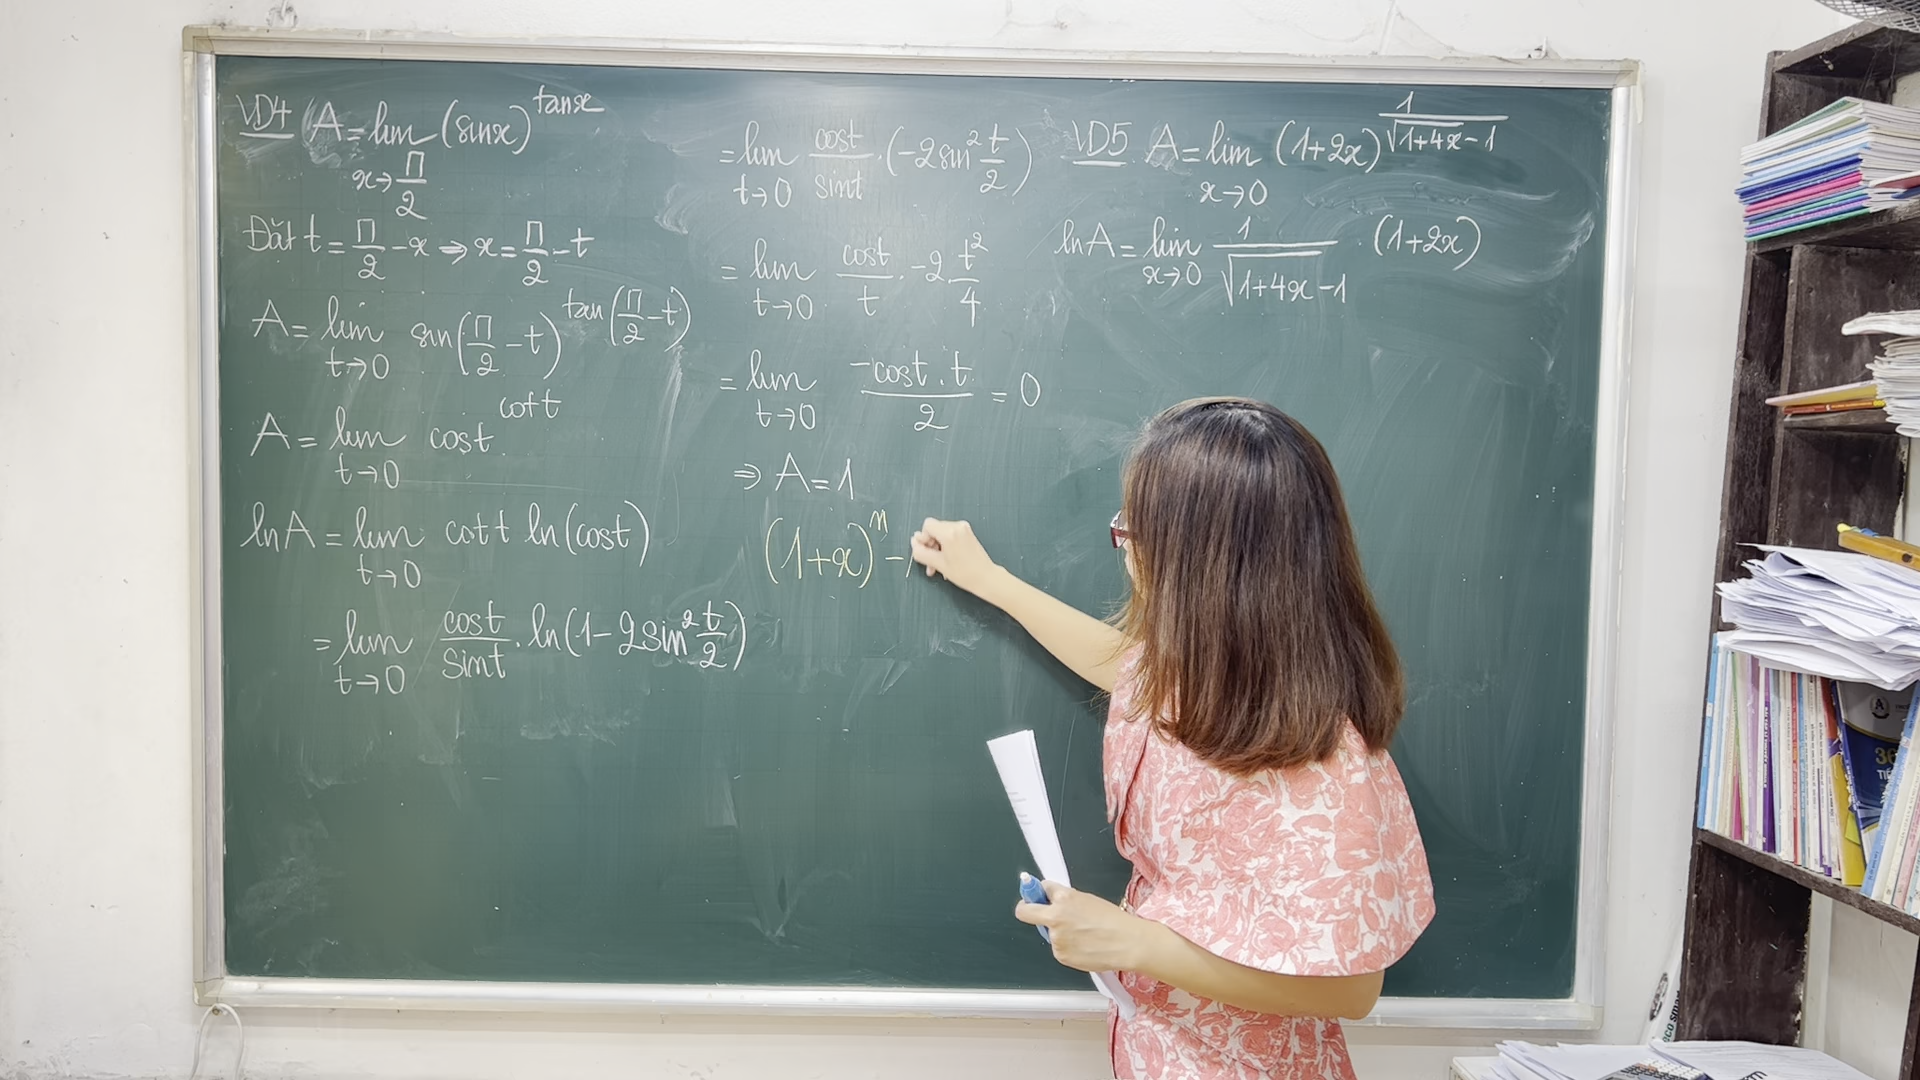 VD4 A = lim (sinx)^tanx
x→π/2
Đặt t = π/2 - x ⇒ x = π/2 - t
A = lim sin(π/2 - t)^tan(π/2 - t)
t→0
A = lim cost^cott
t→0
lnA = lim cott ln(cost)
t→0
= lim cost/sint . ln(1 - 2sin² t/2)
t→0
= lim cost/sint . (-2sin² t/2)
t→0
= lim cost/t . -2 . t²/4
t→0
= lim -cost . t/2 = 0
t→0
⇒ A = 1
(1+x)^n -
VD5 A = lim (1+2x)^1/√1+4x - 1
x→0
lnA = lim 1/√1+4x - 1 . (1+2x)
x→0
36